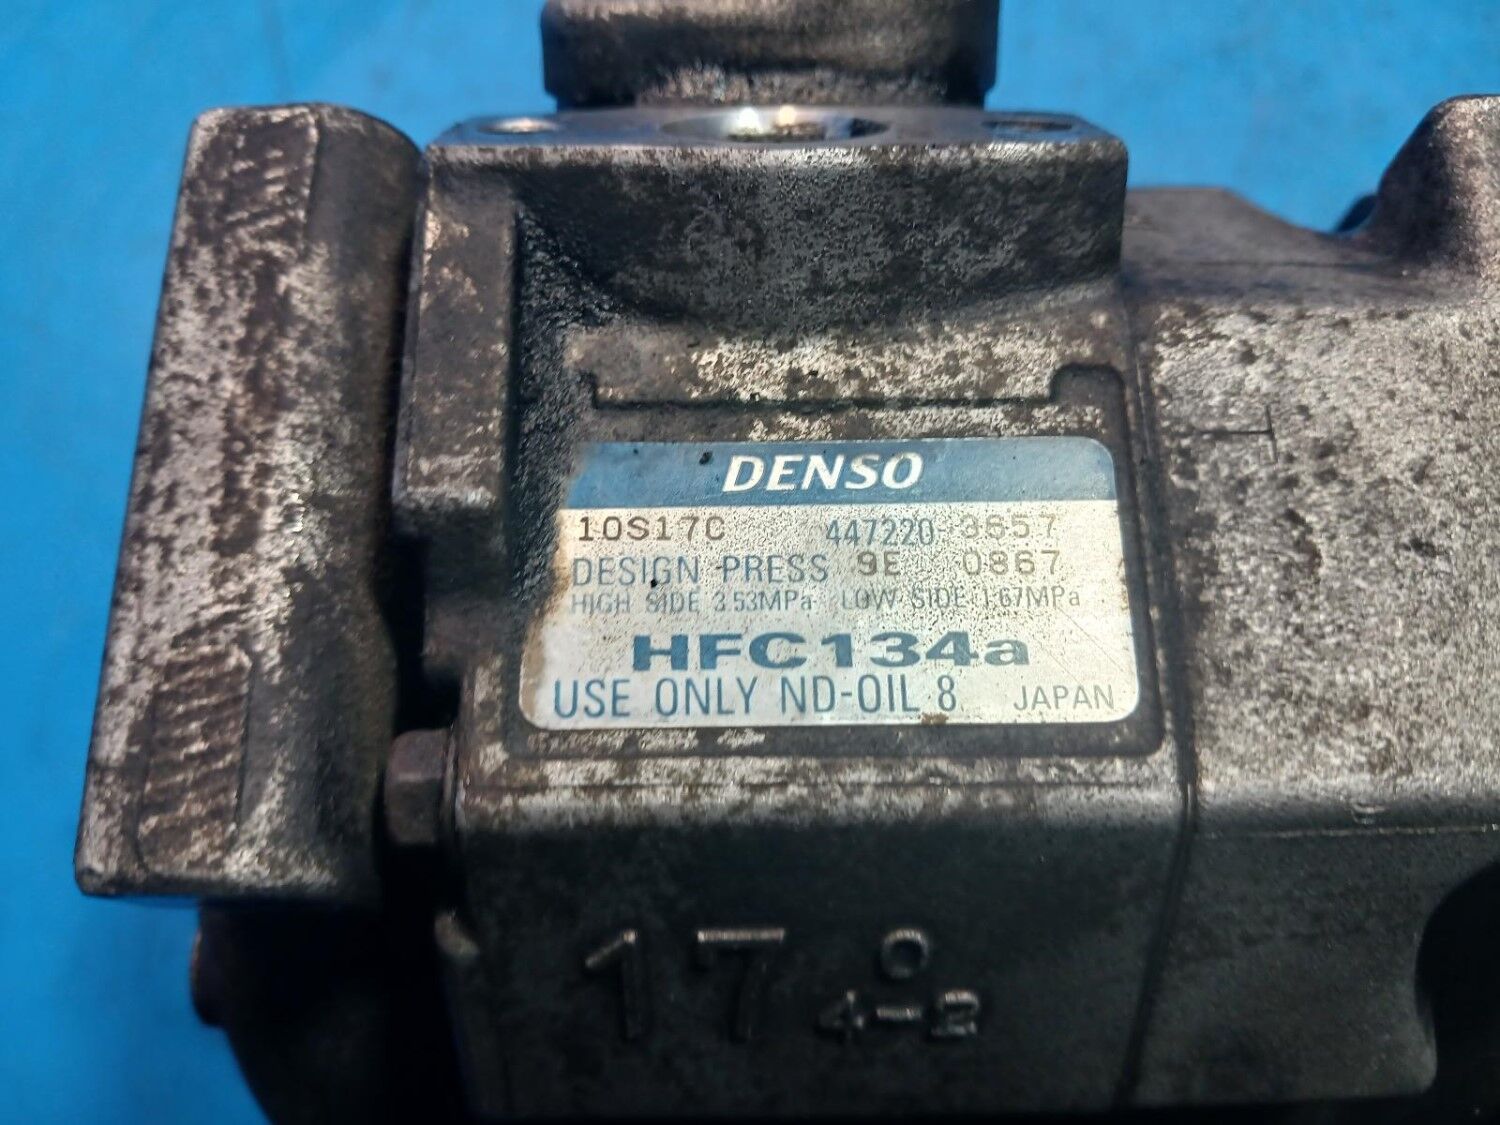 DENSO
10S17C 447220-3657
DESIGN PRESS 9E 0867
HIGH SIDE 3.53MPa LOW SIDE 1.67MPa
HFC134a
USE ONLY ND-OIL 8 JAPAN
17 0
4-2